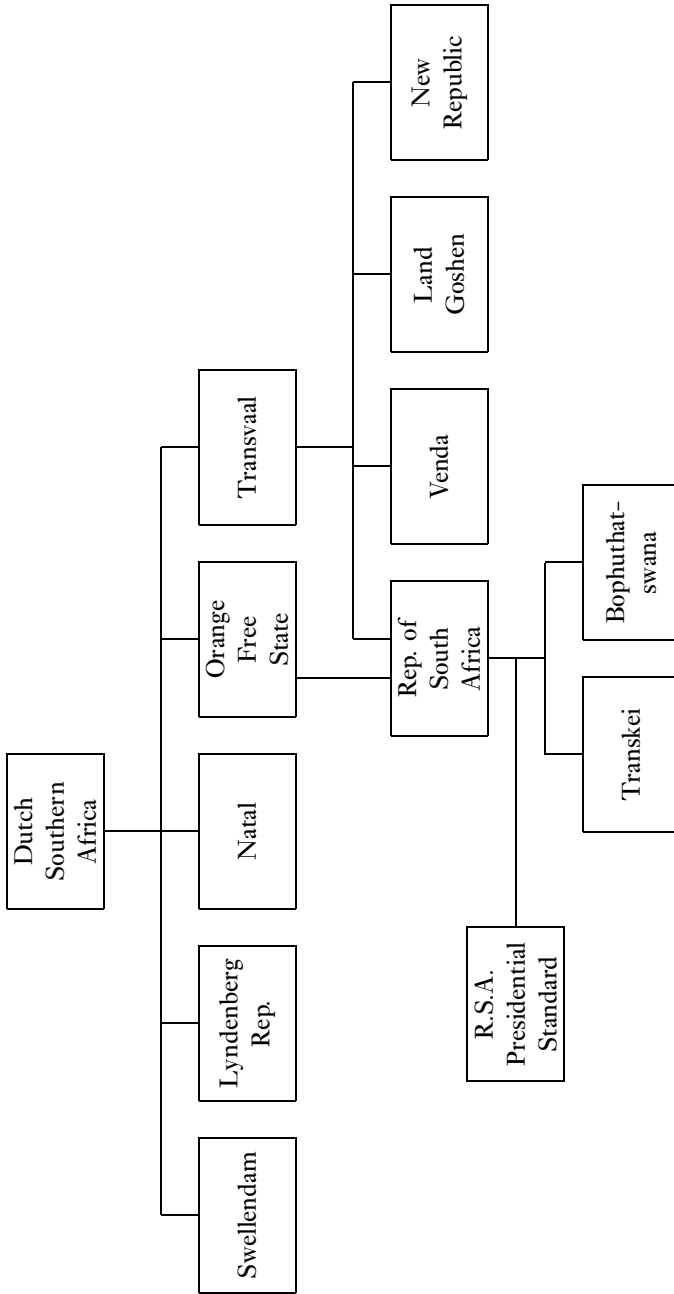 Dutch
Southern
Africa
Swellendam
Lyndenberg
Rep.
Natal
Orange
Free
State
Transvaal
Rep. of
South
Africa
Venda
Land
Goshen
New
Republic
R.S.A.
Presidential
Standard
Transkei
Bophuthat-
swana